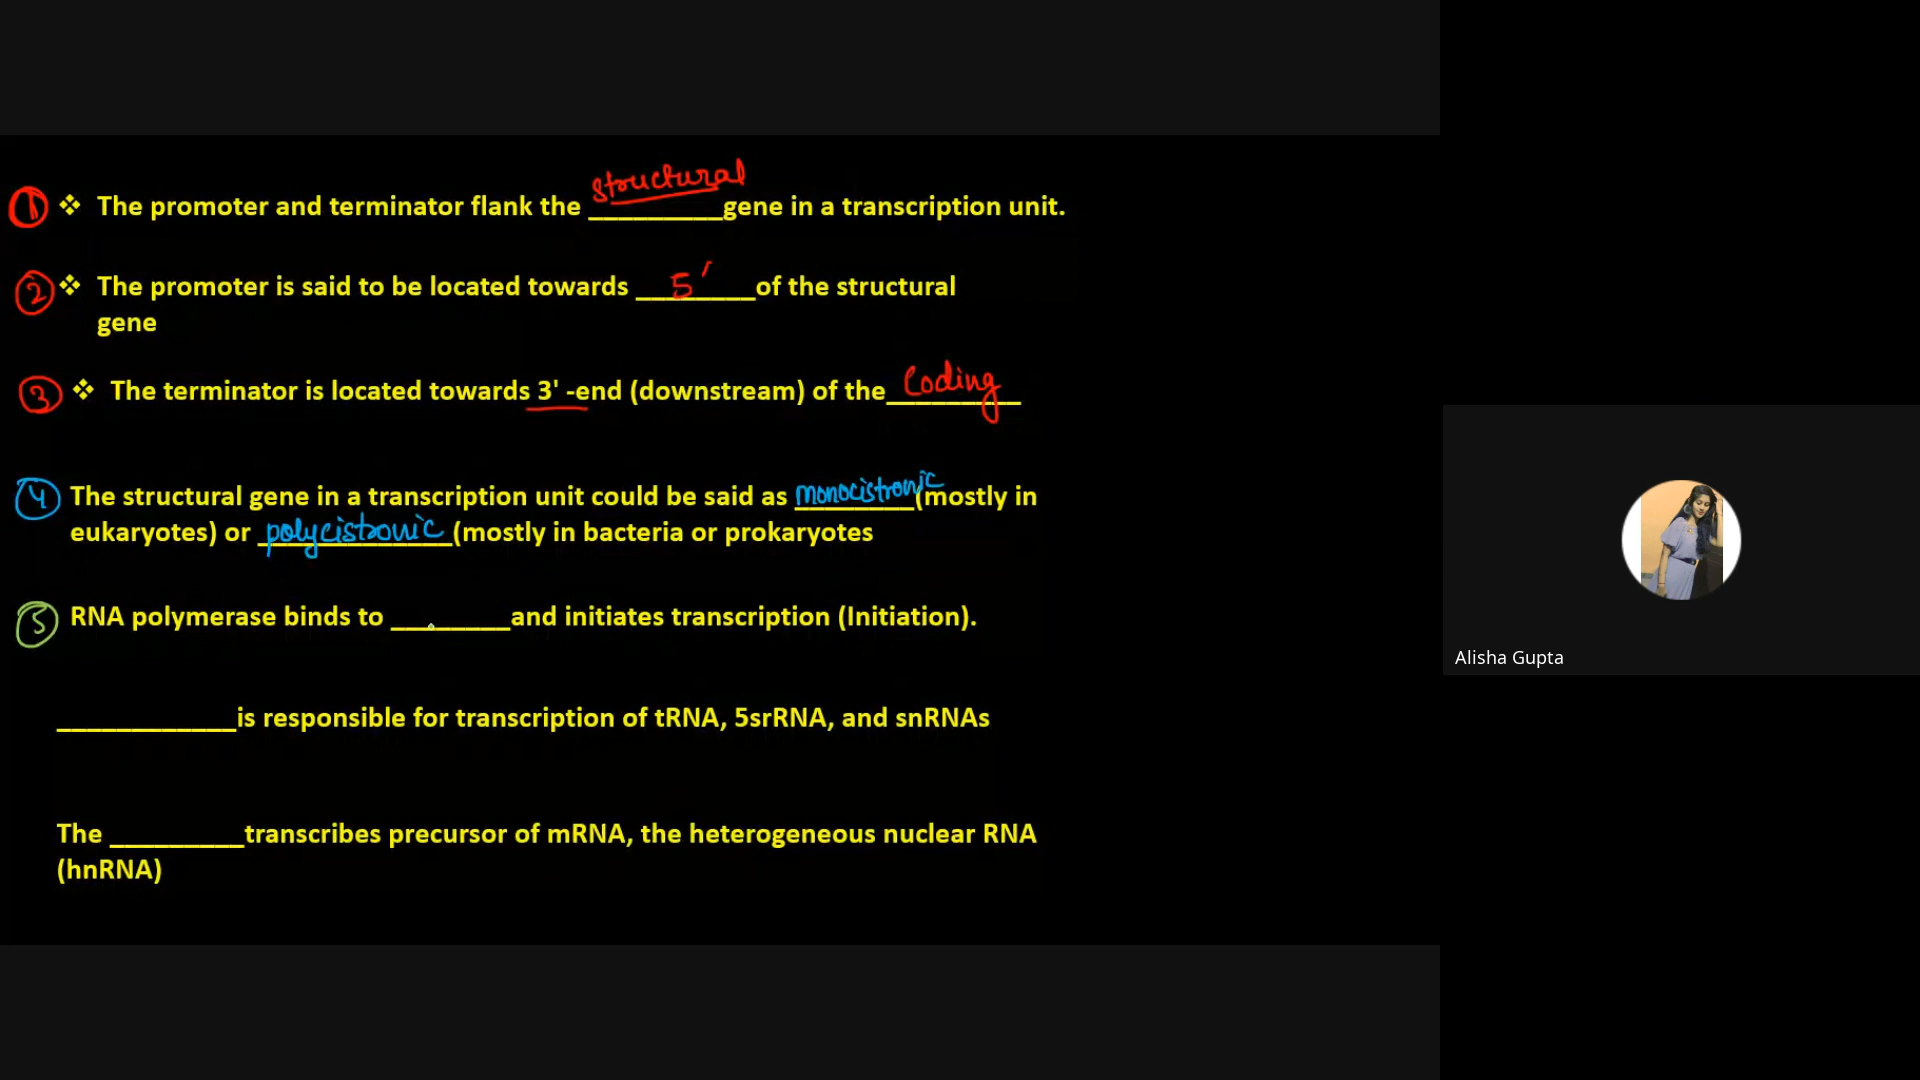 ① ❖ The promoter and terminator flank the structural gene in a transcription unit.
② ❖ The promoter is said to be located towards 5' of the structural
gene
③ ❖ The terminator is located towards 3' -end (downstream) of the Coding
④ The structural gene in a transcription unit could be said as monocistronic (mostly in
eukaryotes) or polycistronic (mostly in bacteria or prokaryotes
⑤ RNA polymerase binds to ________and initiates transcription (Initiation).
____________is responsible for transcription of tRNA, 5srRNA, and snRNAs
The _________transcribes precursor of mRNA, the heterogeneous nuclear RNA
(hnRNA)
Alisha Gupta